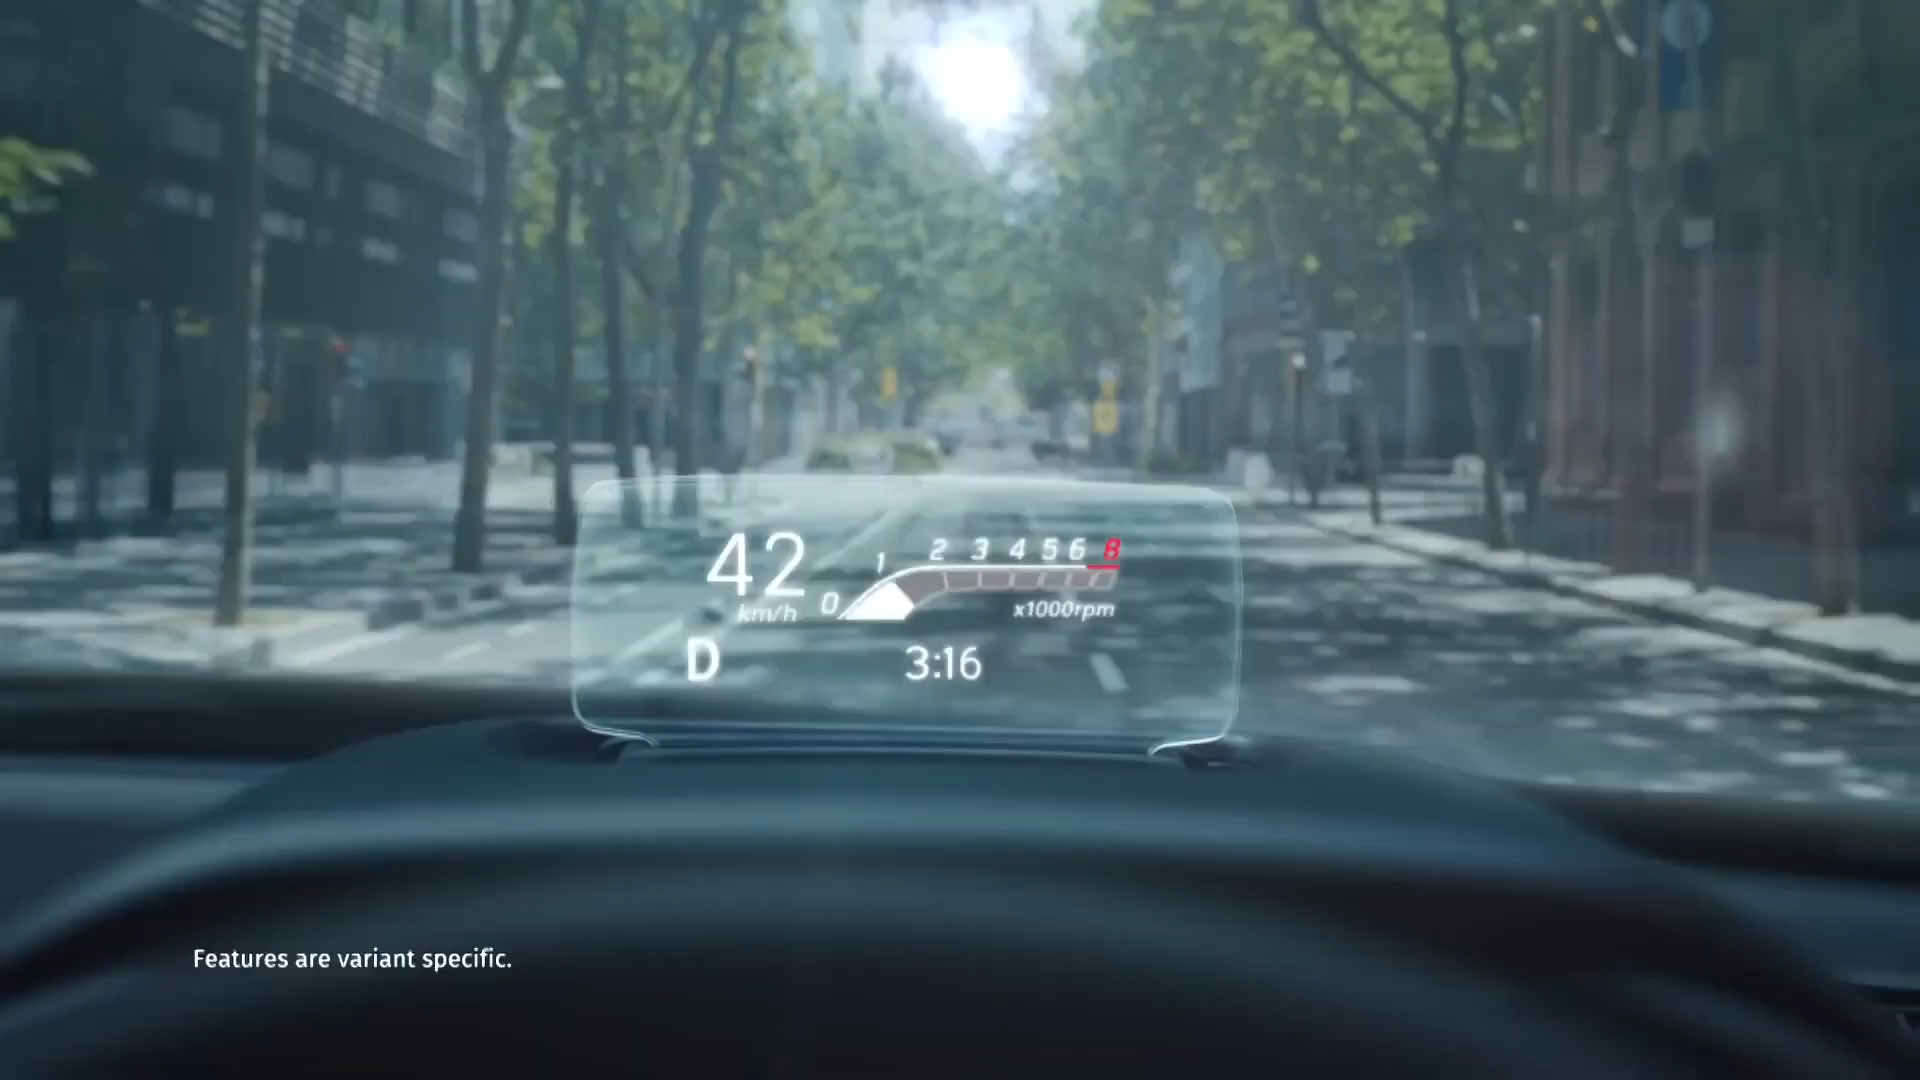 42
km/h
0 1 2 3 4 5 6 8
x1000rpm
D
3:16
Features are variant specific.